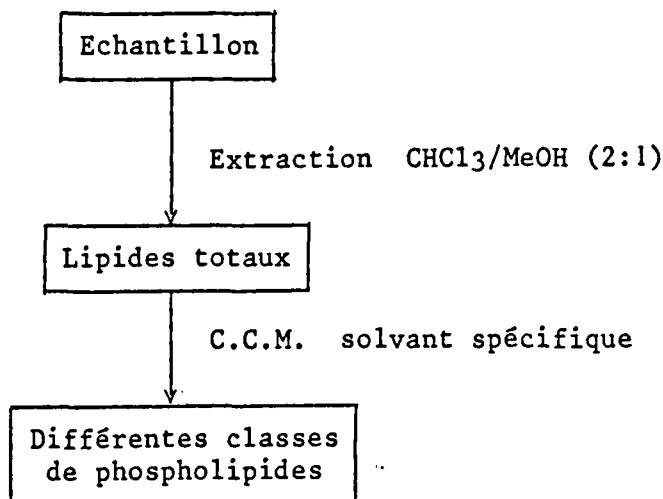 Echantillon
Extraction CHCl3/MeOH (2:1)
Lipides totaux
C.C.M. solvant spécifique
Différentes classes
de phospholipides